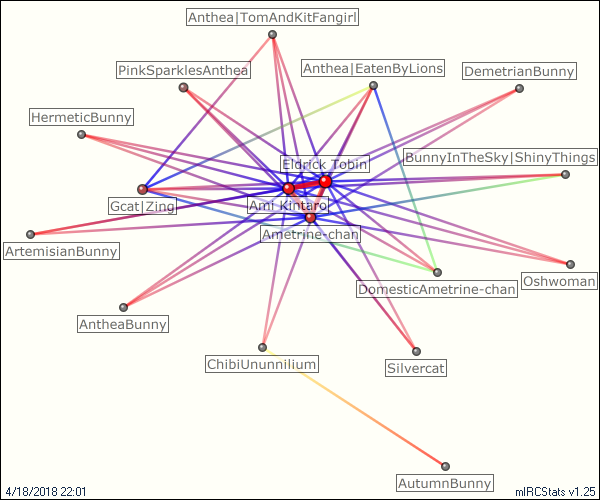 Anthea|TomAndKitFangirl
PinkSparklesAnthea
Anthea|EatenByLions
DemetrianBunny
HermeticBunny
Eldrick Tobin
BunnyInTheSky|ShinyThings
Gcat|Zing
Ami Kintaro
Ametrine-chan
ArtemisianBunny
DomesticAmetrine-chan
Oshwoman
AntheaBunny
ChibiUnunnilium
Silvercat
AutumnBunny
4/18/2018 22:01
mIRCStats v1.25